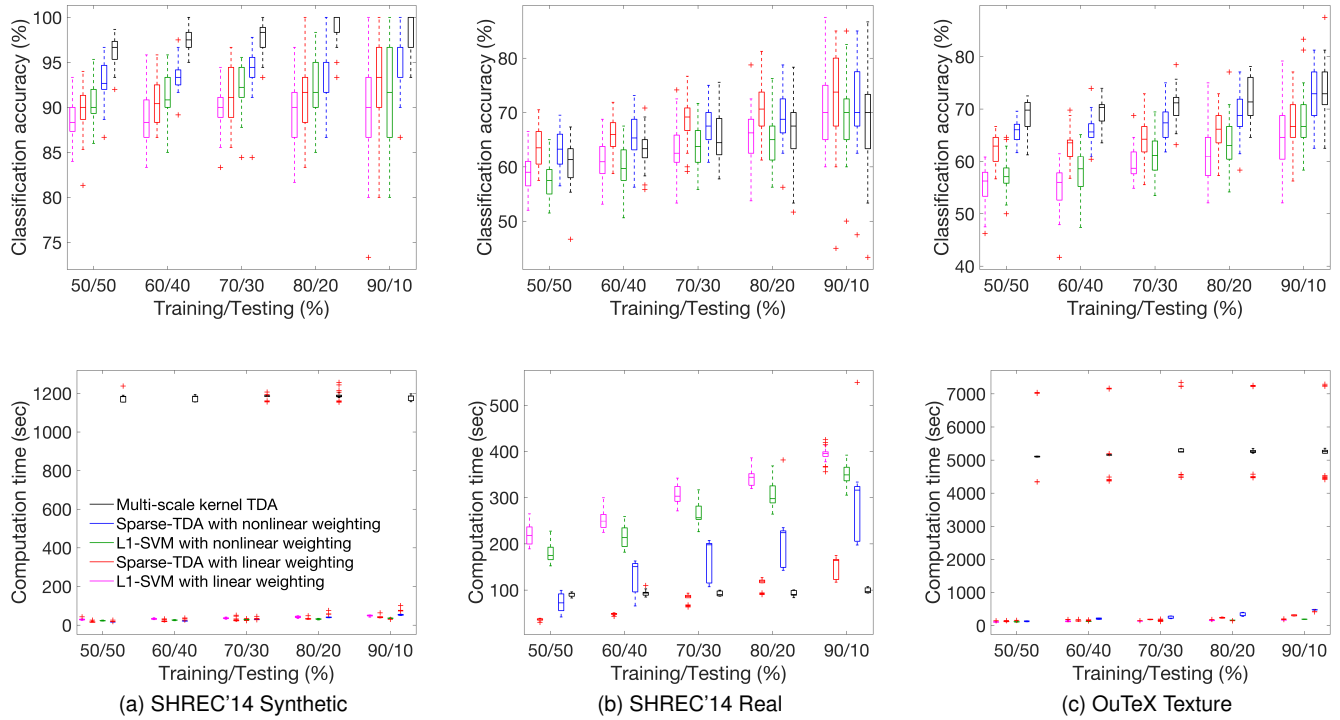 Classification accuracy (%)
100
95
90
85
80
75
50/50 60/40 70/30 80/20 90/10
Training/Testing (%)
Classification accuracy (%)
90
80
70
60
50
50/50 60/40 70/30 80/20 90/10
Training/Testing (%)
Classification accuracy (%)
90
80
70
60
50
40
50/50 60/40 70/30 80/20 90/10
Training/Testing (%)
Computation time (sec)
1200
1000
800
600
400
200
0
Multi-scale kernel TDA
Sparse-TDA with nonlinear weighting
L1-SVM with nonlinear weighting
Sparse-TDA with linear weighting
L1-SVM with linear weighting
50/50 60/40 70/30 80/20 90/10
Training/Testing (%)
(a) SHREC'14 Synthetic
Computation time (sec)
500
400
300
200
100
50/50 60/40 70/30 80/20 90/10
Training/Testing (%)
(b) SHREC'14 Real
Computation time (sec)
7000
6000
5000
4000
3000
2000
1000
0
50/50 60/40 70/30 80/20 90/10
Training/Testing (%)
(c) OuTeX Texture